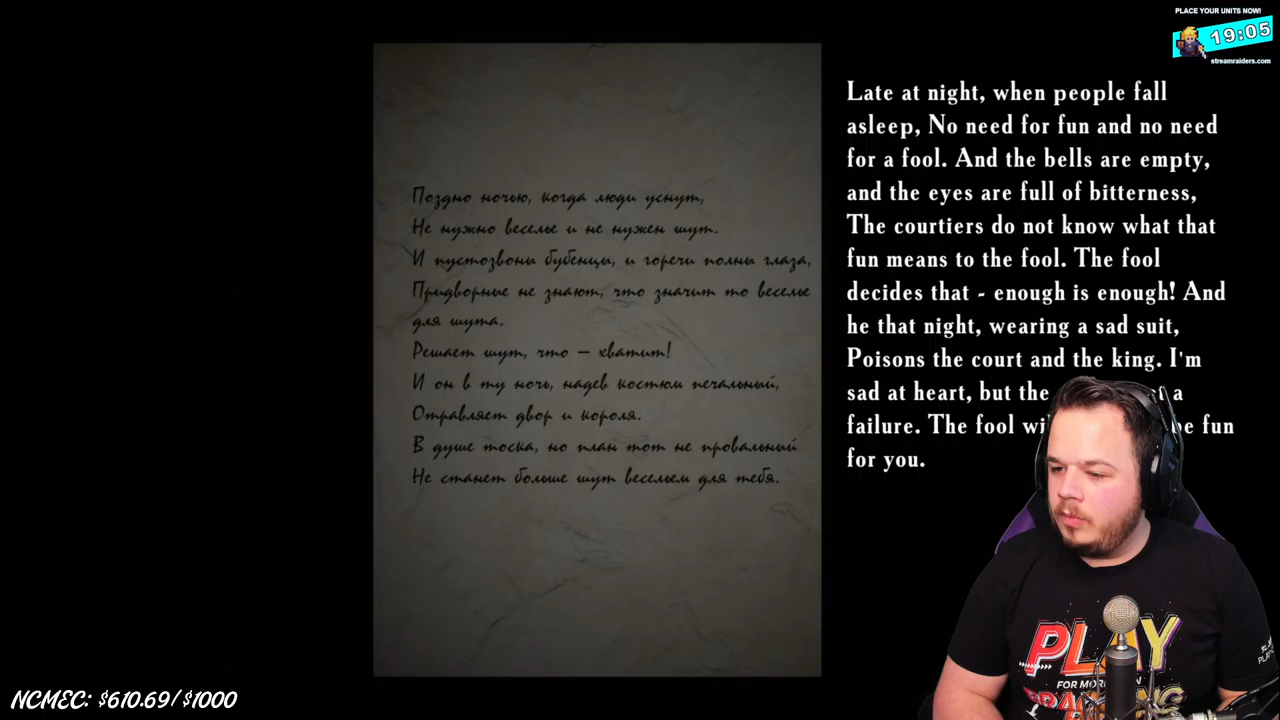 PLACE YOUR UNITS NOW!
19:05
streamraiders.com
Поздно ночью, когда люди уснут,
Не нужно веселье и не нужен шут.
И пустозвоны бубенцы, и горечи полны глаза,
Придворные не знают, что значит то веселье
для шута.
Решает шут, что – хватит!
И он в ту ночь, надев костюм печальный,
Отравляет двор и короля.
В душе тоска, но план тот не провальный
Не станет больше шут весельем для тебя.
Late at night, when people fall
asleep, No need for fun and no need
for a fool. And the bells are empty,
and the eyes are full of bitterness,
The courtiers do not know what that
fun means to the fool. The fool
decides that - enough is enough! And
he that night, wearing a sad suit,
Poisons the court and the king. I'm
sad at heart, but the a
failure. The fool be fun
for you.
PLAY
FOR MOR
NCMEC: $610.69/$1000